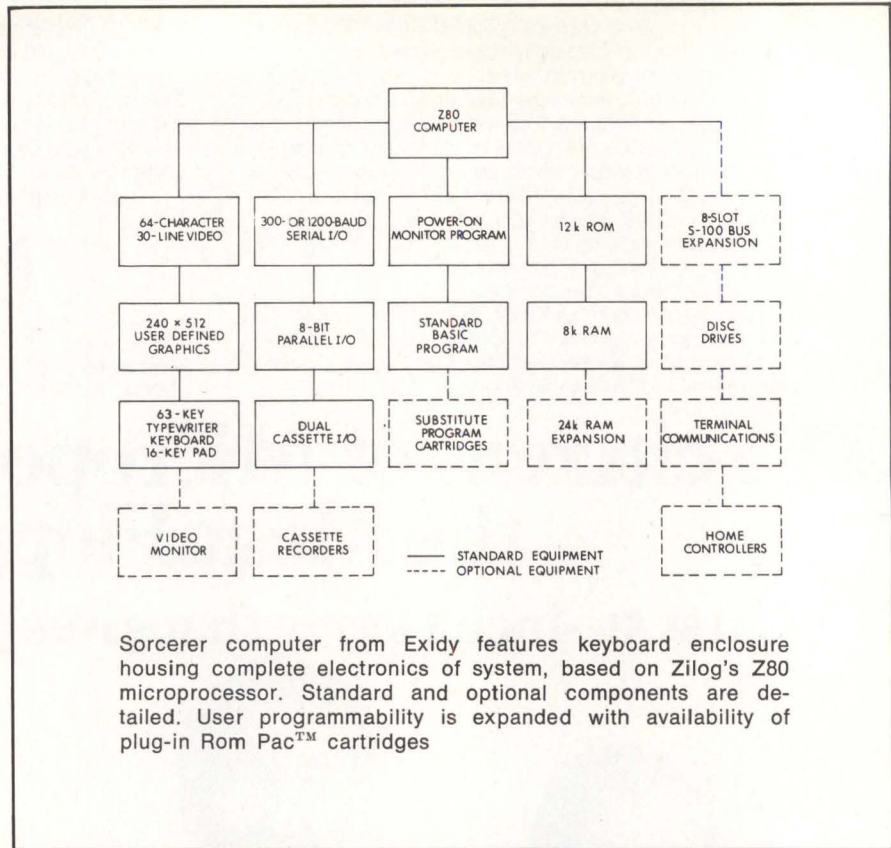 Z80
COMPUTER
64-CHARACTER
30-LINE VIDEO
300- OR 1200-BAUD
SERIAL I/O
POWER-ON
MONITOR PROGRAM
12k ROM
8-SLOT
S-100 BUS
EXPANSION
240 × 512
USER DEFINED
GRAPHICS
8-BIT
PARALLEL I/O
STANDARD
BASIC
PROGRAM
8k RAM
DISC
DRIVES
63-KEY
TYPEWRITER
KEYBOARD
16-KEY PAD
DUAL
CASSETTE I/O
SUBSTITUTE
PROGRAM
CARTRIDGES
24k RAM
EXPANSION
TERMINAL
COMMUNICATIONS
VIDEO
MONITOR
CASSETTE
RECORDERS
HOME
CONTROLLERS
STANDARD EQUIPMENT
OPTIONAL EQUIPMENT
Sorcerer computer from Exidy features keyboard enclosure
housing complete electronics of system, based on Zilog's Z80
microprocessor. Standard and optional components are de-
tailed. User programmability is expanded with availability of
plug-in Rom Pac™ cartridges